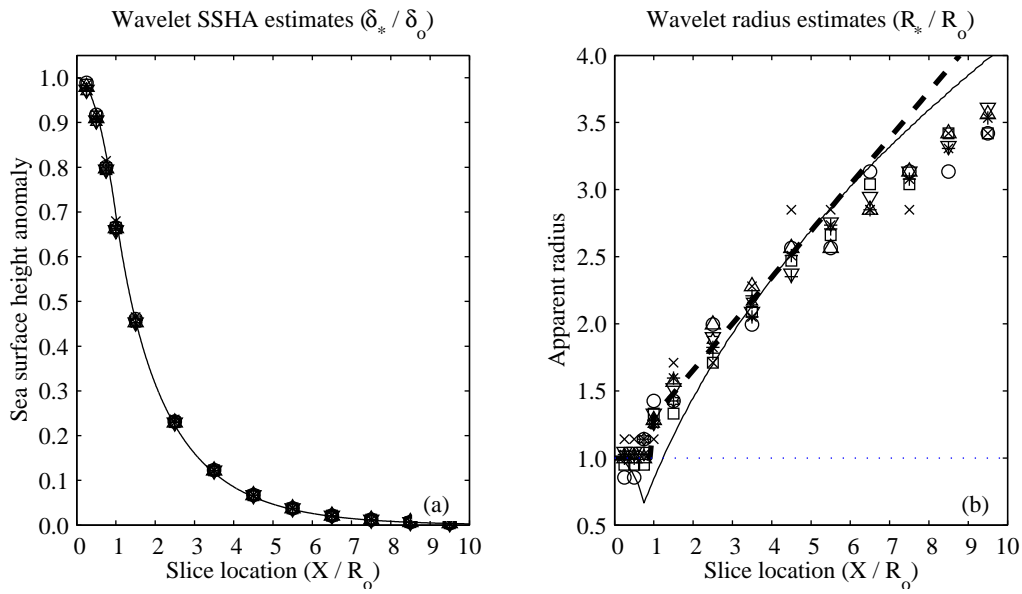 Wavelet SSHA estimates (δ* / δo)
Sea surface height anomaly
1.0
0.9
0.8
0.7
0.6
0.5
0.4
0.3
0.2
0.1
0.0
(a)
0 1 2 3 4 5 6 7 8 9 10
Slice location (X / Ro)
Wavelet radius estimates (R* / Ro)
Apparent radius
4.0
3.5
3.0
2.5
2.0
1.5
1.0
0.5
(b)
0 1 2 3 4 5 6 7 8 9 10
Slice location (X / Ro)